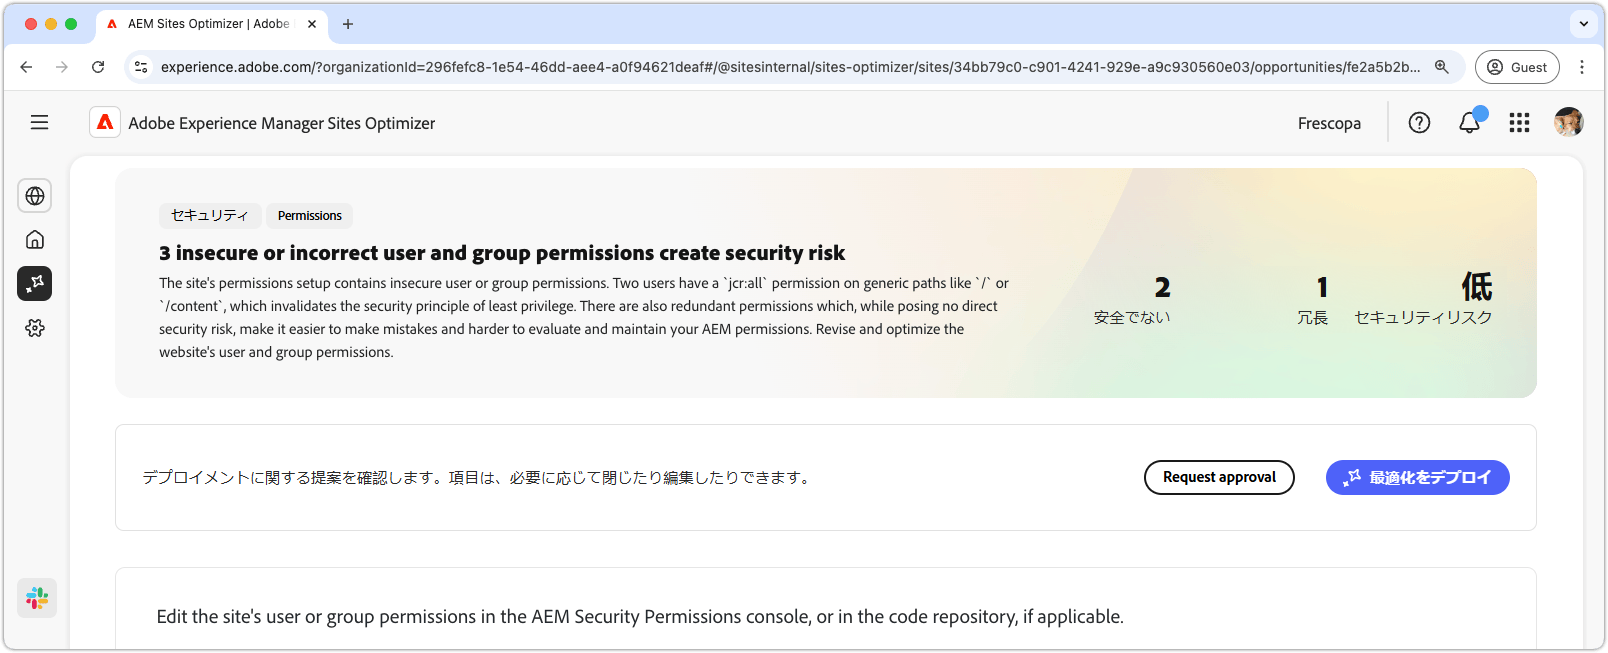 AEM Sites Optimizer | Adobe
experience.adobe.com/?organizationId=296fefc8-1e54-46dd-aee4-a0f94621deaf#/@sitesinternal/sites-optimizer/sites/34bb79c0-c901-4241-929e-a9c930560e03/opportunities/fe2a5b2b...
Guest
Adobe Experience Manager Sites Optimizer
Frescopa
セキュリティ
Permissions
3 insecure or incorrect user and group permissions create security risk
The site's permissions setup contains insecure user or group permissions. Two users have a `jcr:all` permission on generic paths like `/` or
`/content`, which invalidates the security principle of least privilege. There are also redundant permissions which, while posing no direct
security risk, make it easier to make mistakes and harder to evaluate and maintain your AEM permissions. Revise and optimize the
website's user and group permissions.
2
安全でない
1
冗長
低
セキュリティリスク
デプロイメントに関する提案を確認します。項目は、必要に応じて閉じたり編集したりできます。
Request approval
最適化をデプロイ
Edit the site's user or group permissions in the AEM Security Permissions console, or in the code repository, if applicable.